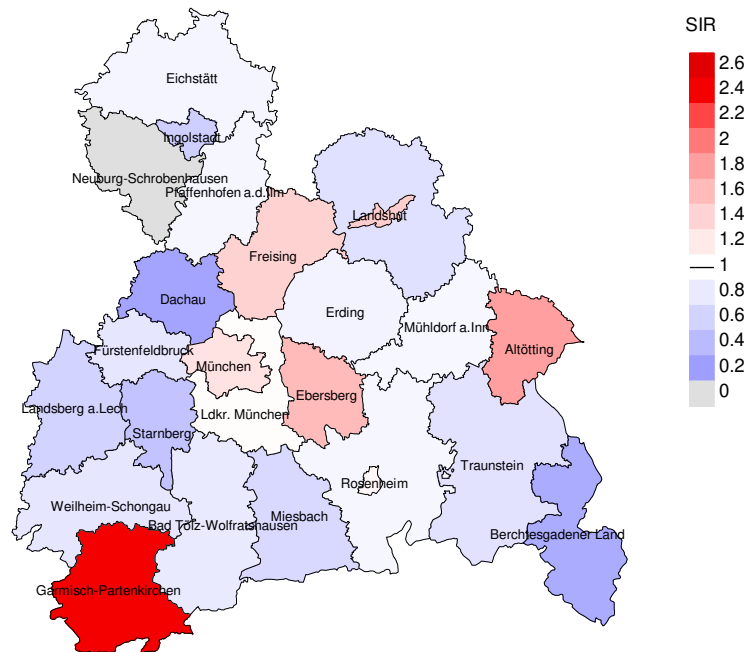 SIR
2.6
2.4
2.2
2
1.8
1.6
1.4
1.2
1
0.8
0.6
0.4
0.2
0
Eichstätt
Ingolstadt
Neuburg-Schrobenhausen
Pfaffenhofen a.d.Ilm
Landshut
Freising
Dachau
Erding
Mühldorf a.Inn
Altötting
Fürstenfeldbruck
München
Ebersberg
Landsberg a.Lech
Ldkr. München
Starnberg
Traunstein
Rosenheim
Weilheim-Schongau
Miesbach
Bad Tölz-Wolfratshausen
Berchtesgadener Land
Garmisch-Partenkirchen